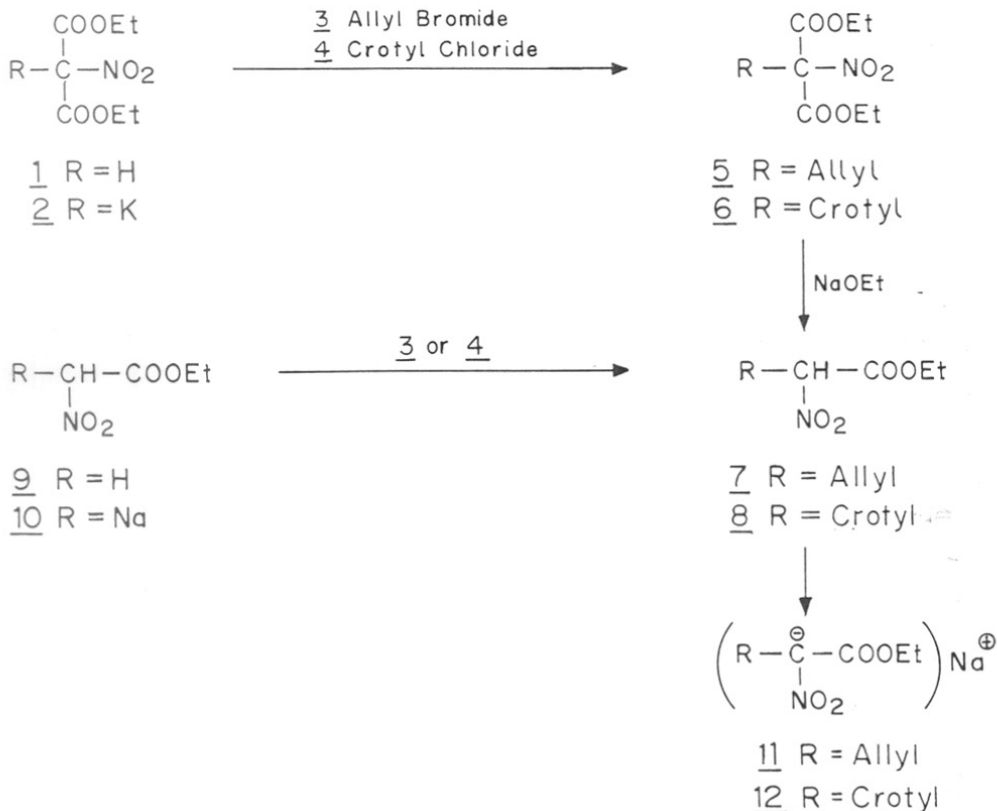 COOEt
R–C–NO2
COOEt
1 R = H
2 R = K
3 Allyl Bromide
4 Crotyl Chloride
COOEt
R–C–NO2
COOEt
5 R = Allyl
6 R = Crotyl
NaOEt
R–CH–COOEt
NO2
9 R = H
10 R = Na
3 or 4
R–CH–COOEt
NO2
7 R = Allyl
8 R = Crotyl
(R–C⊖–COOEt) Na⊕
NO2
11 R = Allyl
12 R = Crotyl